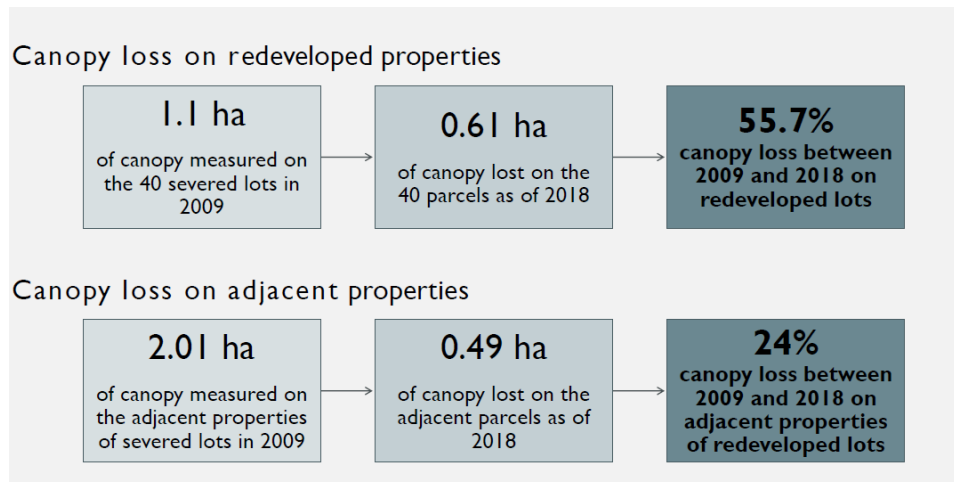 Canopy loss on redeveloped properties
1.1 ha
of canopy measured on
the 40 severed lots in
2009
0.61 ha
of canopy lost on the
40 parcels as of 2018
55.7%
canopy loss between
2009 and 2018 on
redeveloped lots
Canopy loss on adjacent properties
2.01 ha
of canopy measured on
the adjacent properties
of severed lots in 2009
0.49 ha
of canopy lost on the
adjacent parcels as of
2018
24%
canopy loss between
2009 and 2018 on
adjacent properties
of redeveloped lots